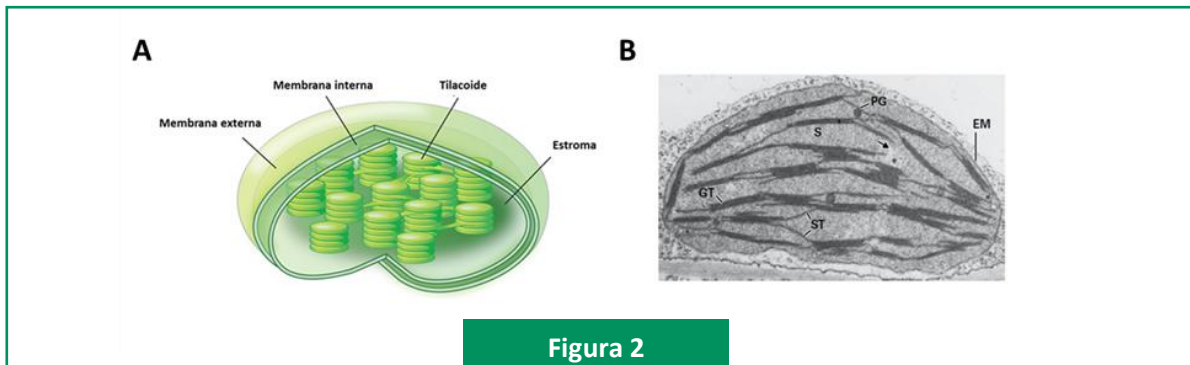 A
Membrana interna
Tilacoide
Membrana externa
Estroma
B
PG
S
EM
GT
ST
Figura 2